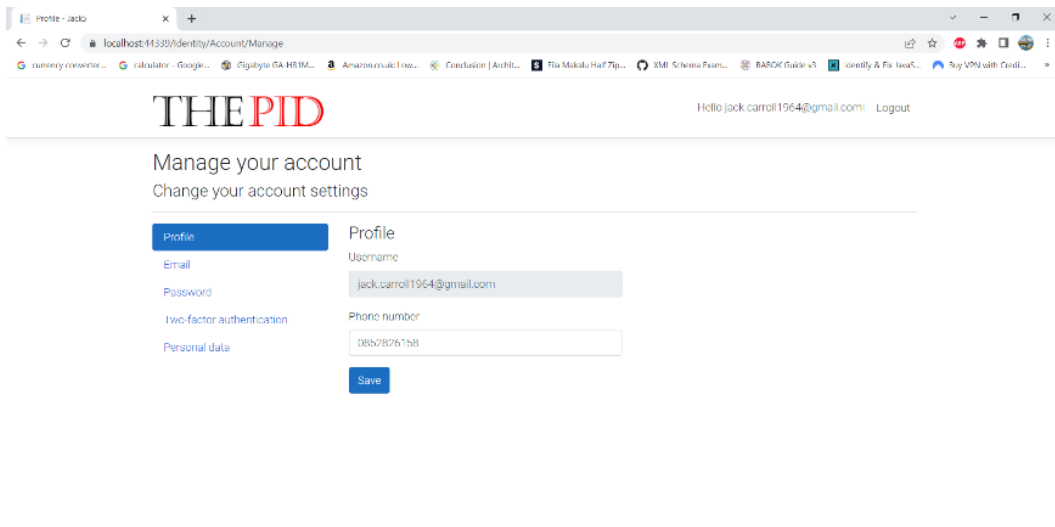 Profile - Jacko
localhost:44339/Identity/Account/Manage
currency converter... calculator - Google... Gigabyte GA-H81M... Amazon.co.uk: Low... Conclusion | Archit... Fila Makalu Half Zip... XML Schema Exam... BABOK Guide v3 Identify & Fix JavaS... Buy VPN with Credi... »
THEPID
Hello jack.carroll1964@gmail.com! Logout
Manage your account
Change your account settings
Profile
Email
Password
Two-factor authentication
Personal data
Profile
Username
jack.carroll1964@gmail.com
Phone number
0852826158
Save